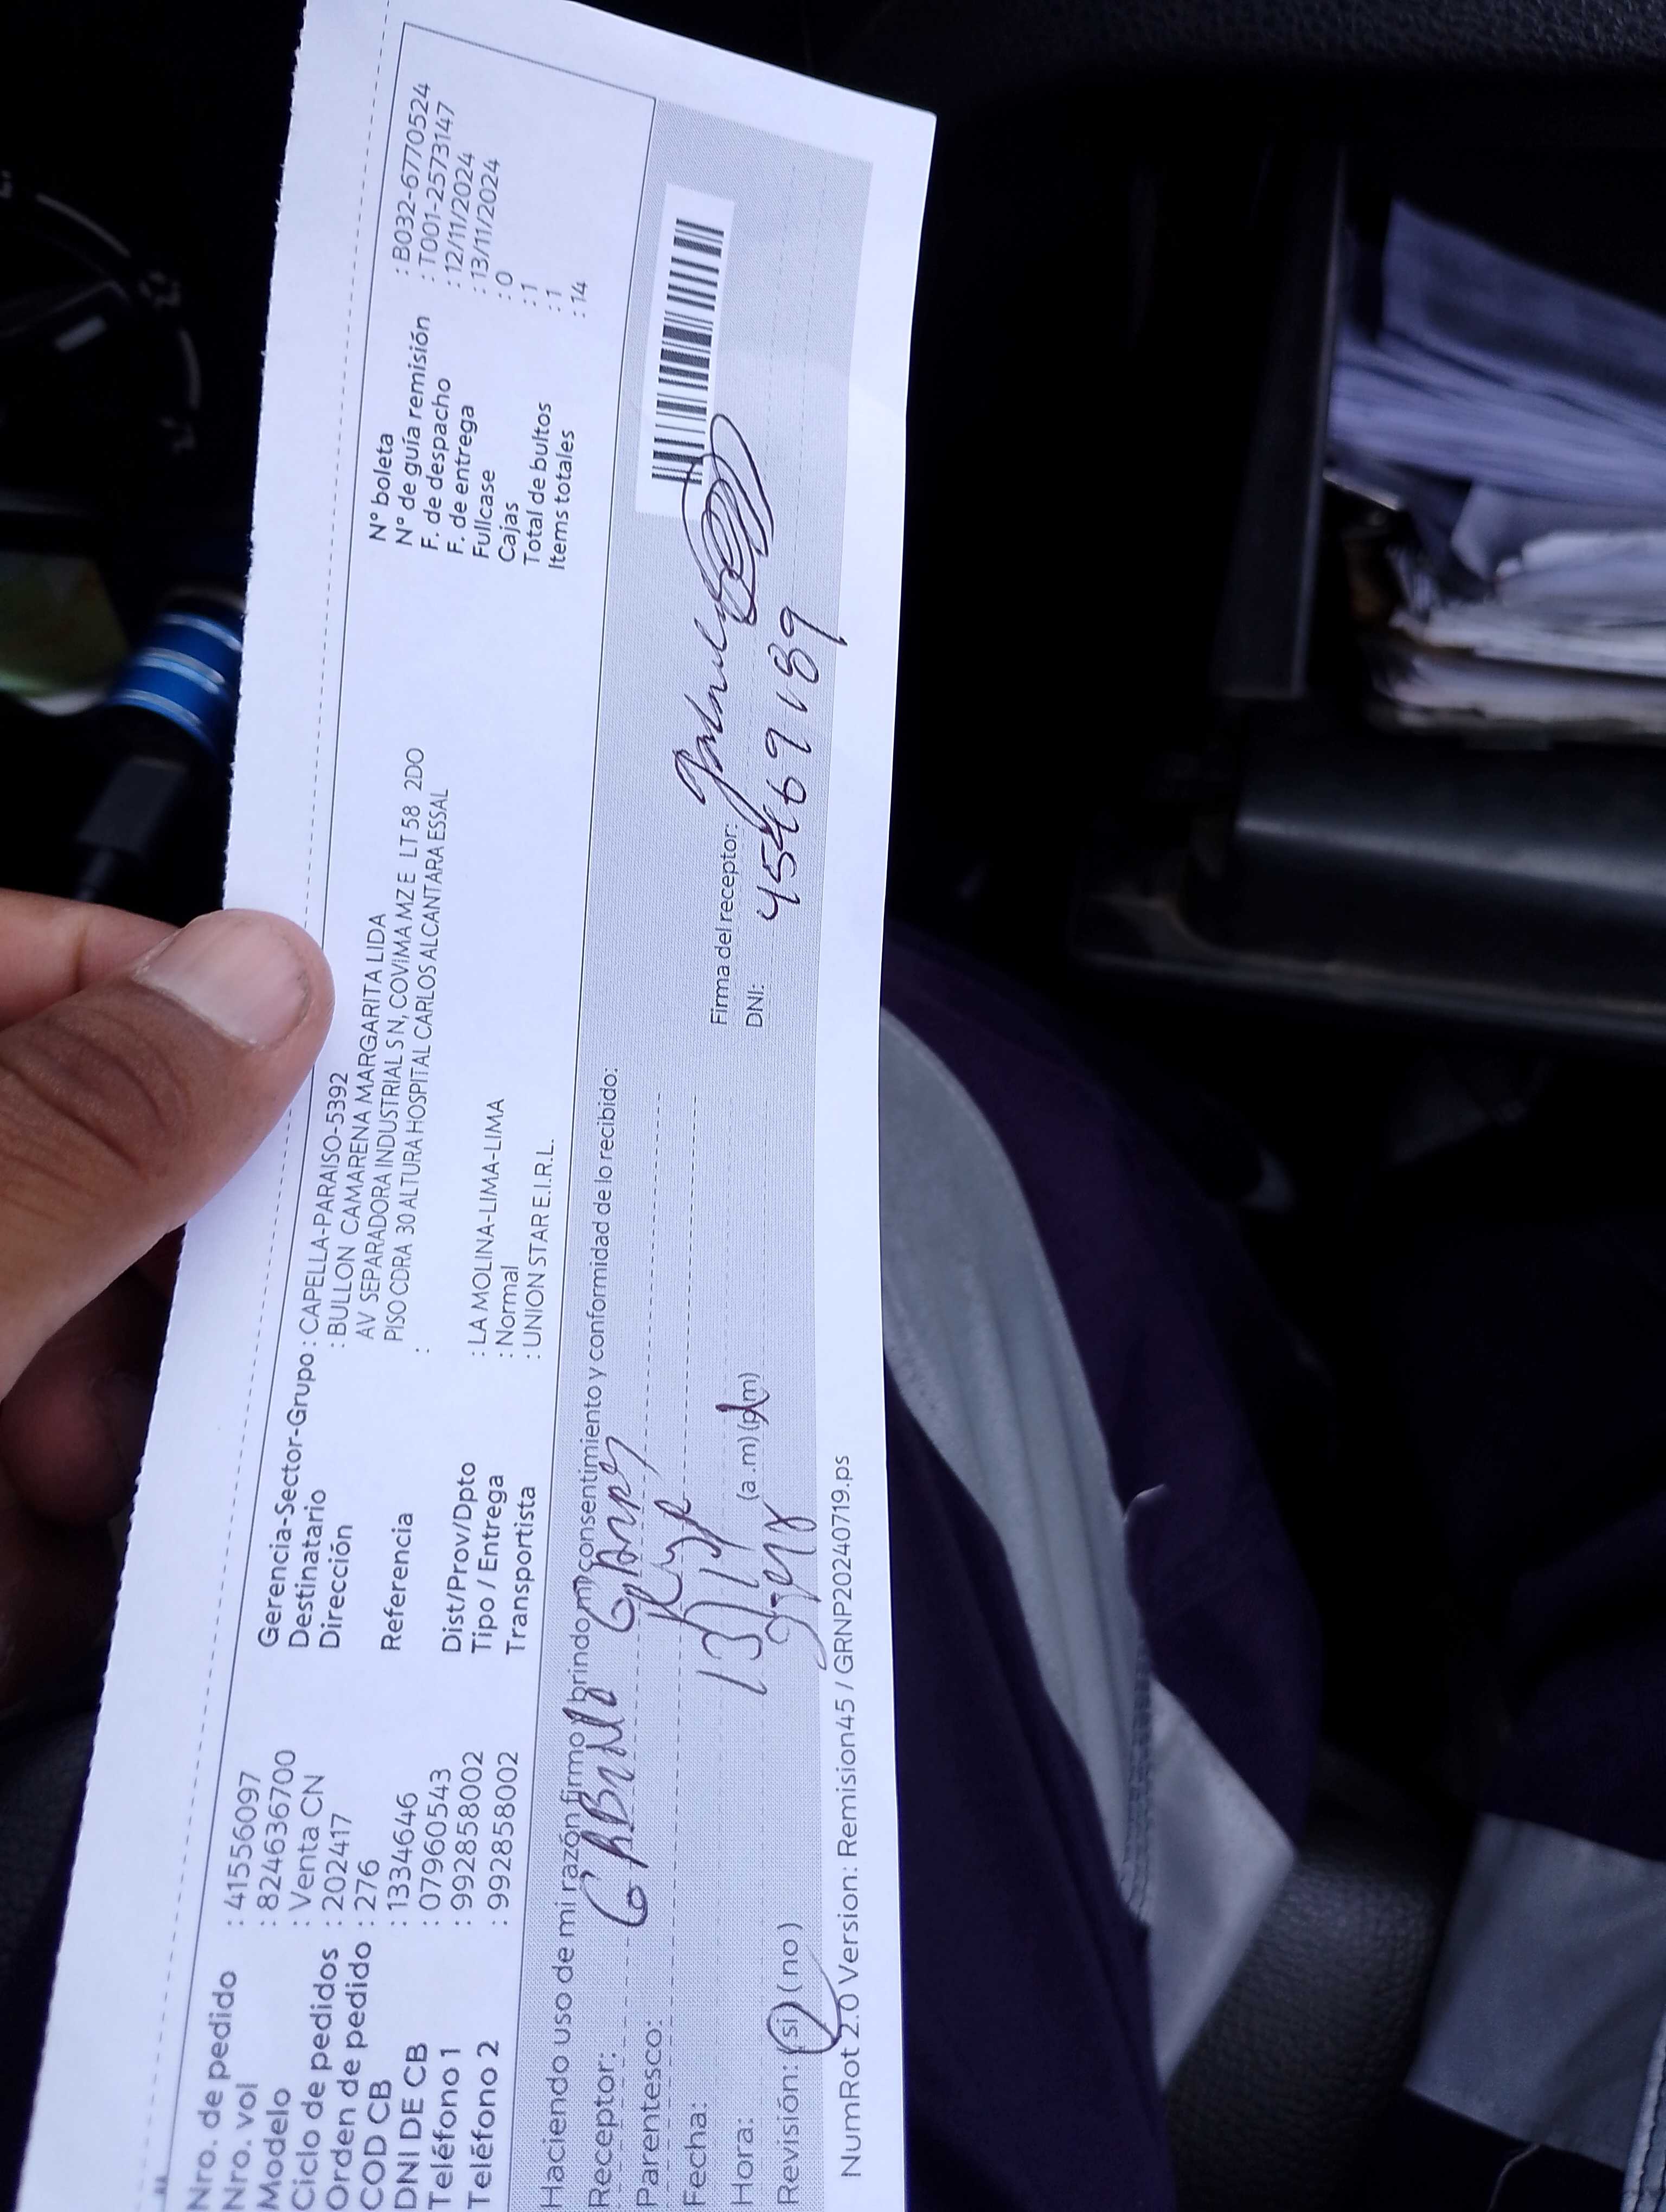 Nro. de pedido : 41556097
Nro. vol : 824636700
Modelo : Venta CN
Ciclo de pedidos : 202417
Orden de pedido : 276
COD CB : 1334646
DNI DE CB : 07960543
Teléfono 1 : 992858002
Teléfono 2 : 992858002
Gerencia-Sector-Grupo : CAPELLA-PARAISO-5392
Destinatario : BULLON CAMARENA MARGARITA LIDA
Dirección AV SEPARADORA INDUSTRIAL S N, COVIMA MZ E LT 58 2DO
PISO CDRA 30 ALTURA HOSPITAL CARLOS ALCANTARA ESSAL
Referencia :
Dist/Prov/Dpto : LA MOLINA-LIMA-LIMA
Tipo / Entrega : Normal
Transportista : UNION STAR E.I.R.L.
N° boleta : B032-6770524
N° de guía remisión : T001-2573147
F. de despacho : 12/11/2024
F. de entrega : 13/11/2024
Fullcase : 0
Cajas : 1
Total de bultos : 1
Items totales : 14
Haciendo uso de mi razón firmo y brindo mi consentimiento y conformidad de lo recibido:
Receptor:
Parentesco:
Fecha:
Hora: (a.m) (p.m)
Revisión: (si) (no)
Firma del receptor:
DNI: 45469189
NumRot 2.0 Version: Remision45 / GRNP20240719.ps